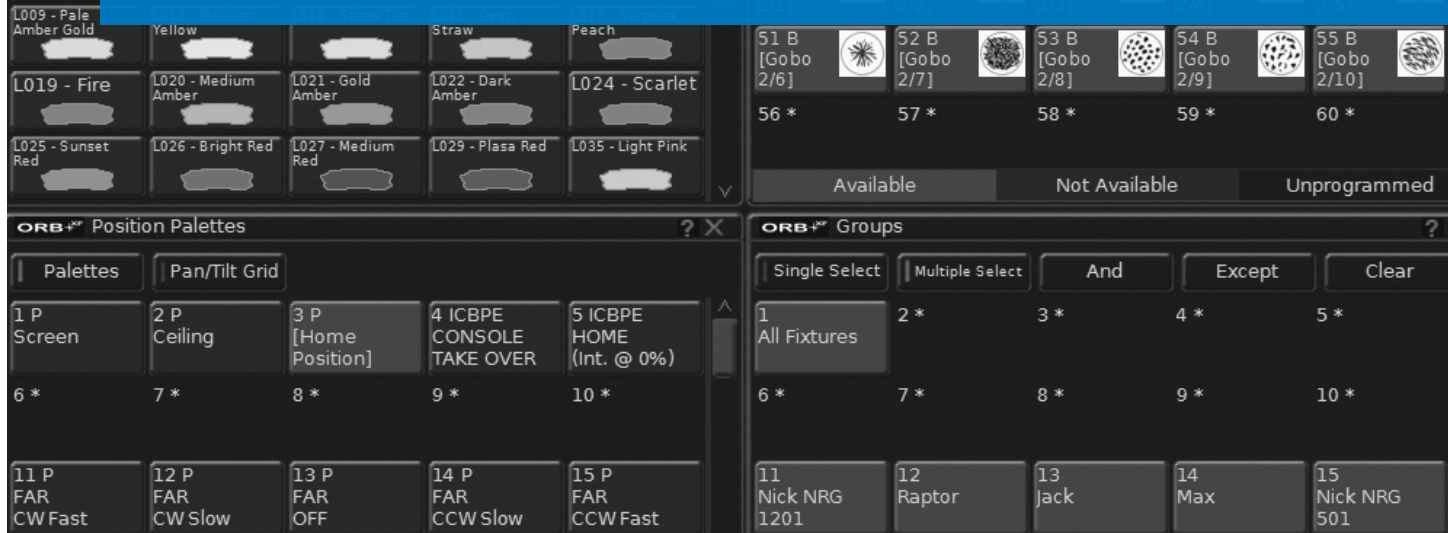 L009 - Pale
Amber Gold
Yellow
Straw
Peach
L019 - Fire
L020 - Medium
Amber
L021 - Gold
Amber
L022 - Dark
Amber
L024 - Scarlet
L025 - Sunset
Red
L026 - Bright Red
L027 - Medium
Red
L029 - Plasa Red
L035 - Light Pink
51 B
[Gobo
2/6]
52 B
[Gobo
2/7]
53 B
[Gobo
2/8]
54 B
[Gobo
2/9]
55 B
[Gobo
2/10]
56 *
57 *
58 *
59 *
60 *
Available
Not Available
Unprogrammed
ORB XF Position Palettes
? X
Palettes
Pan/Tilt Grid
1 P
Screen
2 P
Ceiling
3 P
[Home
Position]
4 ICBPE
CONSOLE
TAKE OVER
5 ICBPE
HOME
(Int. @ 0%)
6 *
7 *
8 *
9 *
10 *
11 P
FAR
CW Fast
12 P
FAR
CW Slow
13 P
FAR
OFF
14 P
FAR
CCW Slow
15 P
FAR
CCW Fast
ORB XF Groups
?
Single Select
Multiple Select
And
Except
Clear
1
All Fixtures
2 *
3 *
4 *
5 *
6 *
7 *
8 *
9 *
10 *
11
Nick NRG
1201
12
Raptor
13
Jack
14
Max
15
Nick NRG
501